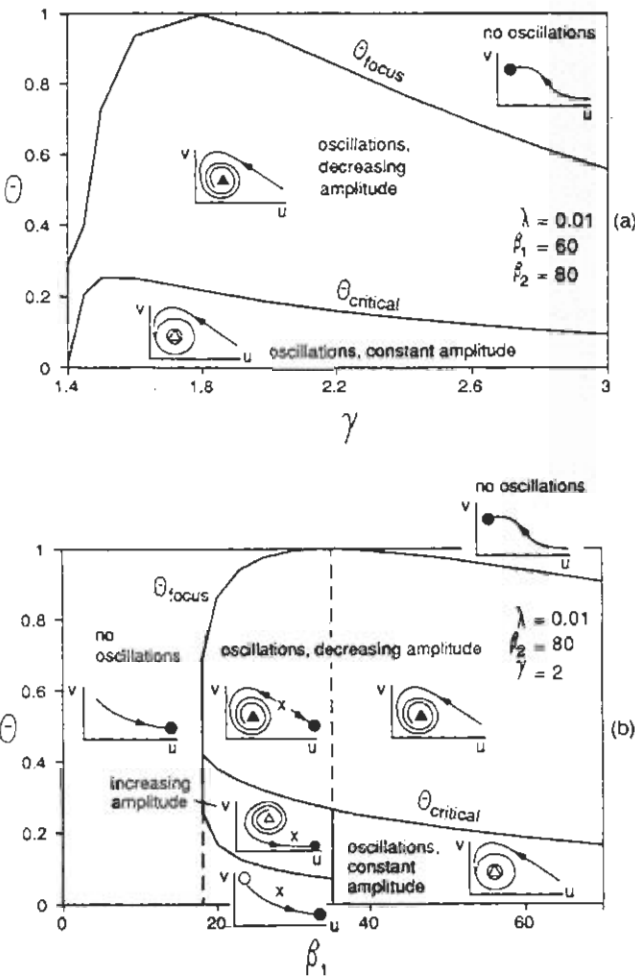 1
no oscillations
v
u
Θfocus
0.8
oscillations,
decreasing
amplitude
v
u
0.6
Θ
λ = 0.01
β1 = 60
β2 = 80
(a)
0.4
0.2
Θcritical
v
u
oscillations, constant amplitude
0
1.4
1.8
2.2
2.6
3
γ
no oscillations
v
u
1
Θfocus
0.8
no
oscillations
oscillations, decreasing amplitude
λ = 0.01
β2 = 80
γ = 2
0.6
v
u
v
x
u
v
u
Θ
(b)
0.4
increasing
amplitude
v
x
u
Θcritical
0.2
oscillations,
constant
amplitude
v
u
v
x
u
0
0
20
40
60
β1